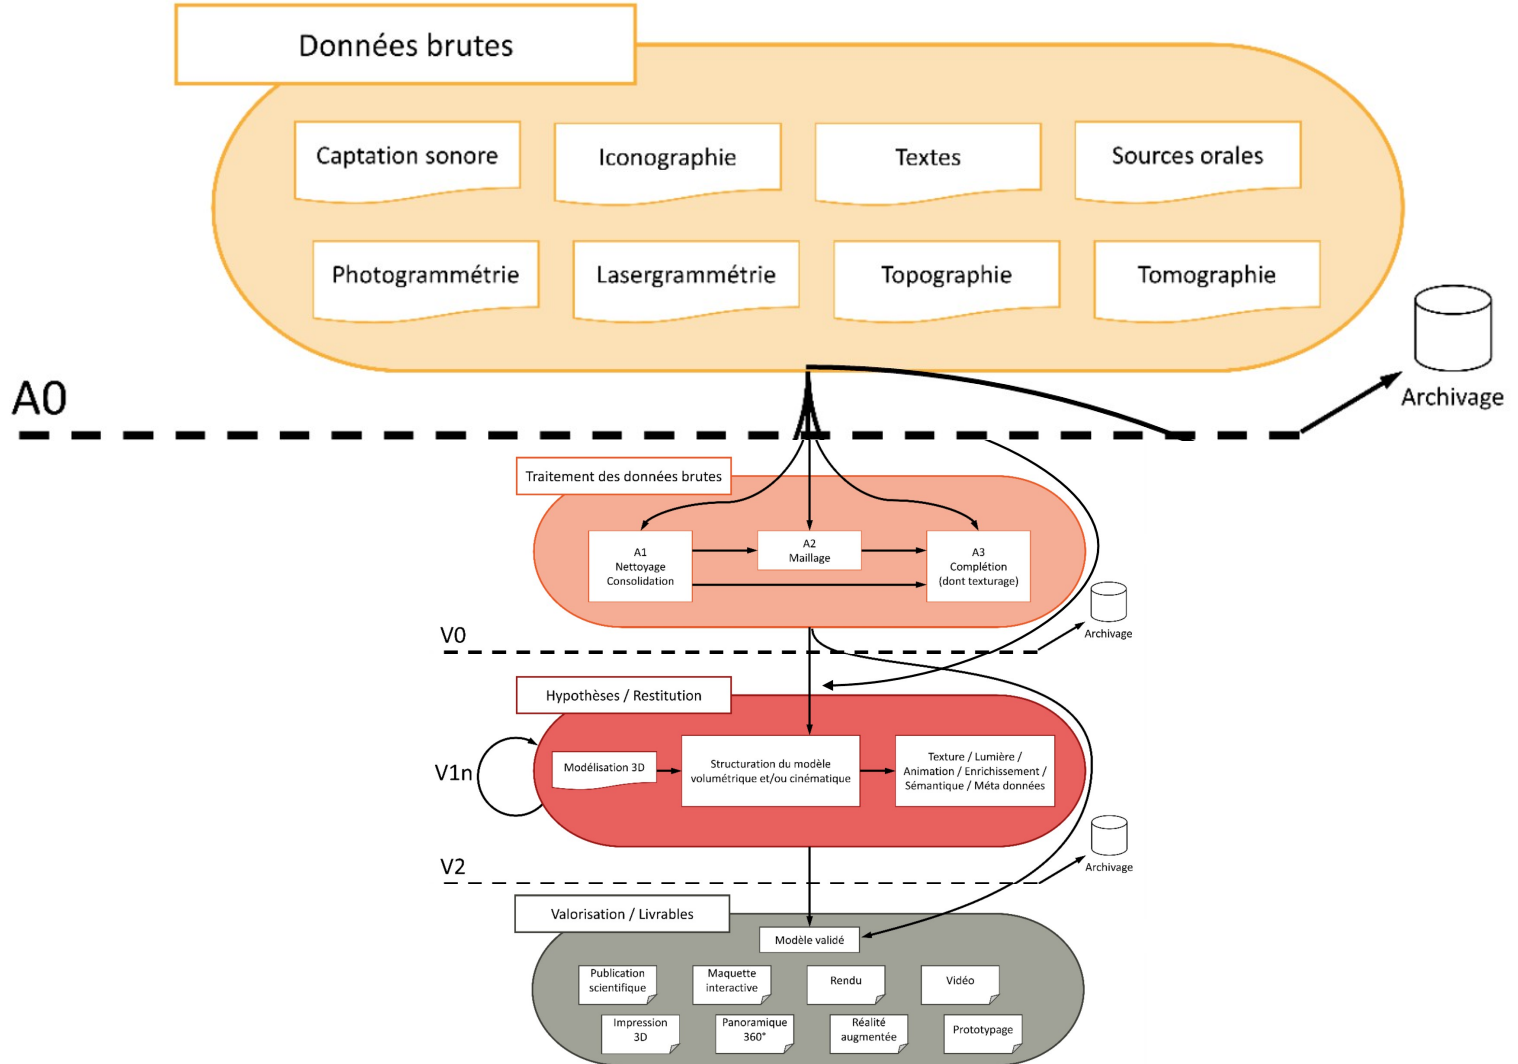 Données brutes
Captation sonore
Iconographie
Textes
Sources orales
Photogrammétrie
Lasergrammétrie
Topographie
Tomographie
A0
Archivage
Traitement des données brutes
A1
Nettoyage
Consolidation
A2
Maillage
A3
Complétion
(dont texturage)
V0
Archivage
Hypothèses / Restitution
V1n
Modélisation 3D
Structuration du modèle
volumétrique et/ou cinématique
Texture / Lumière /
Animation / Enrichissement /
Sémantique / Méta données
V2
Archivage
Valorisation / Livrables
Modèle validé
Publication
scientifique
Maquette
interactive
Rendu
Vidéo
Impression
3D
Panoramique
360°
Réalité
augmentée
Prototypage